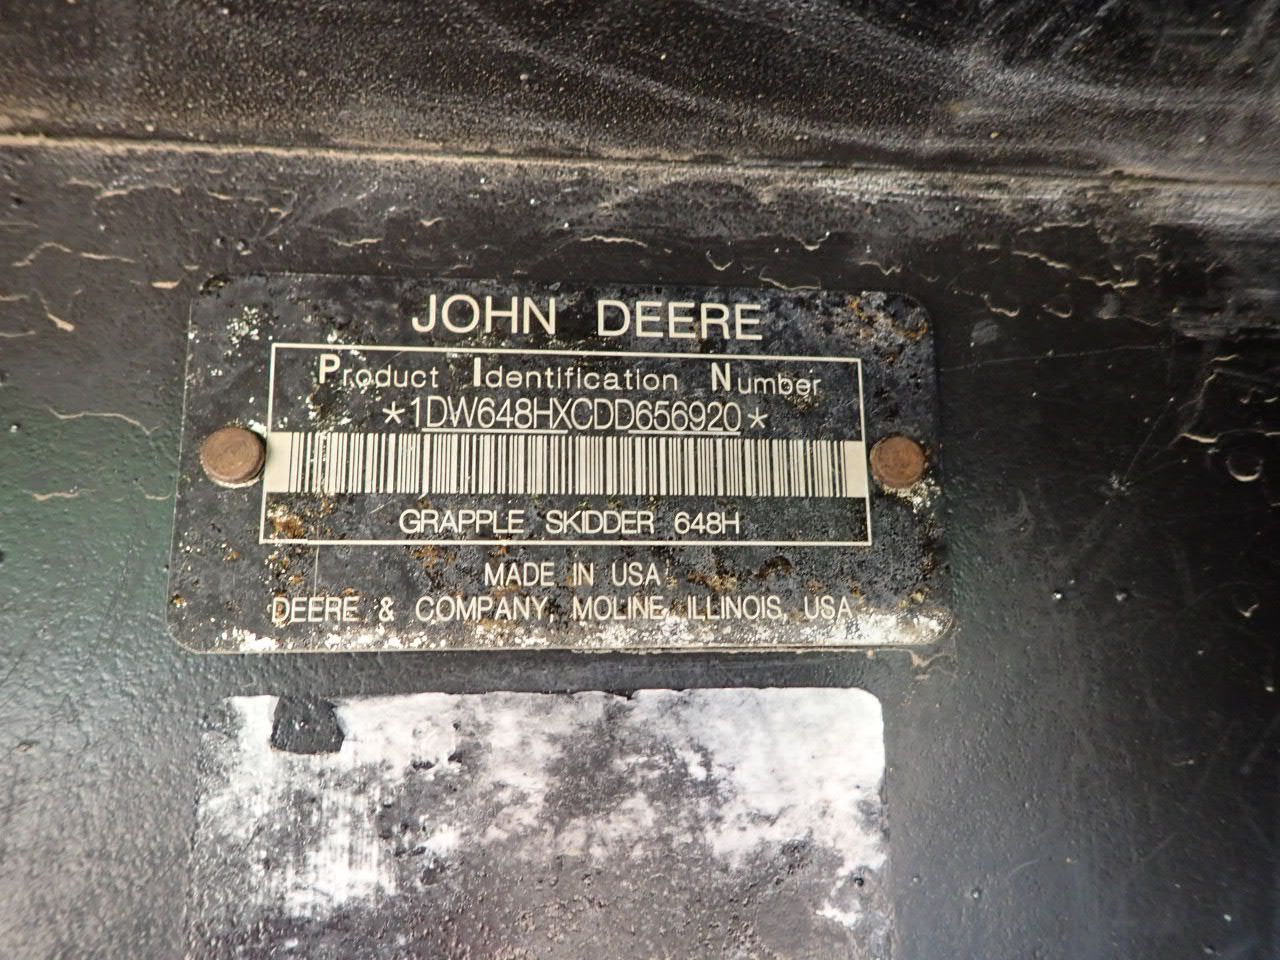 JOHN DEERE
Product Identification Number
*1DW648HXCDD656920*
GRAPPLE SKIDDER 648H
MADE IN USA
DEERE & COMPANY, MOLINE, ILLINOIS, USA